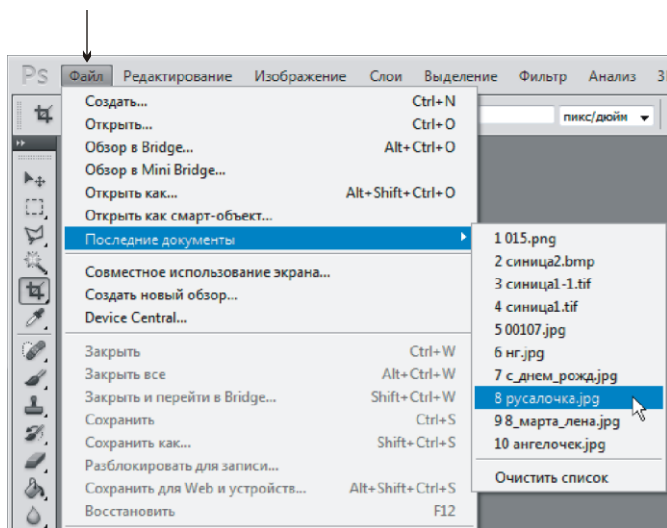 Ps Файл Редактирование Изображение Слои Выделение Фильтр Анализ
пикс/дюйм
Создать... Ctrl+N
Открыть... Ctrl+O
Обзор в Bridge... Alt+Ctrl+O
Обзор в Mini Bridge...
Открыть как... Alt+Shift+Ctrl+O
Открыть как смарт-объект...
Последние документы
Совместное использование экрана...
Создать новый обзор...
Device Central...
Закрыть Ctrl+W
Закрыть все Alt+Ctrl+W
Закрыть и перейти в Bridge... Shift+Ctrl+W
Сохранить Ctrl+S
Сохранить как... Shift+Ctrl+S
Разблокировать для записи...
Сохранить для Web и устройств... Alt+Shift+Ctrl+S
Восстановить F12
1 015.png
2 синица2.bmp
3 синица1-1.tif
4 синица1.tif
5 00107.jpg
6 нг.jpg
7 с_днем_рожд.jpg
8 русалочка.jpg
9 8_марта_лена.jpg
10 ангелочек.jpg
Очистить список